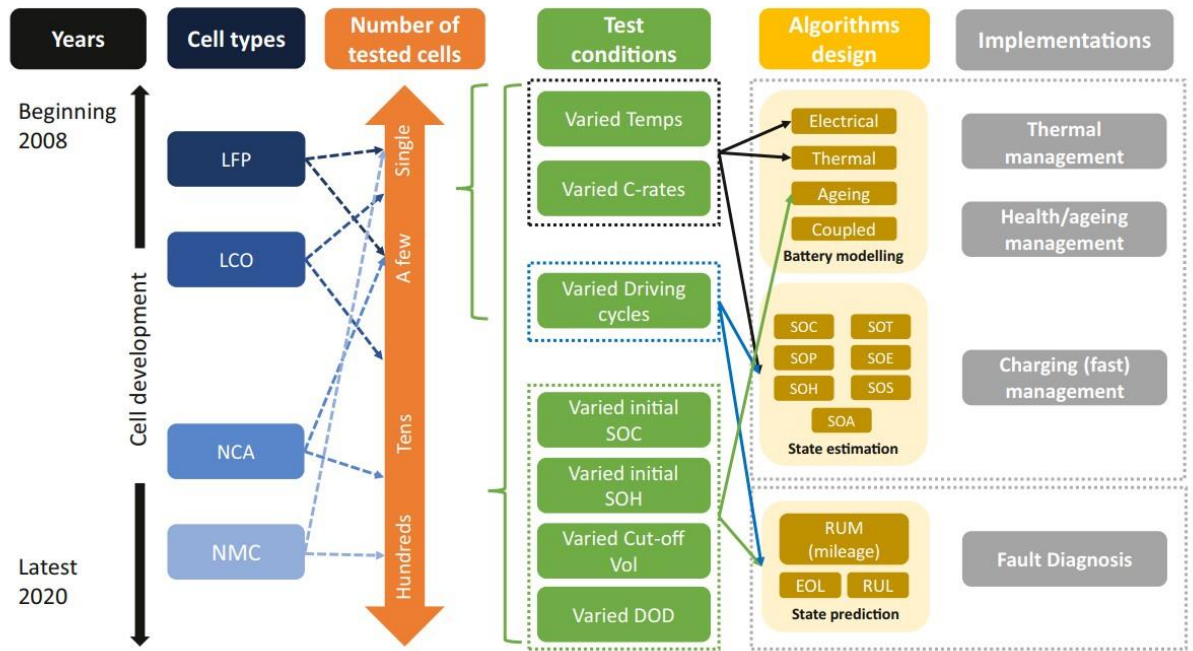 Years
Cell types
Number of
tested cells
Test
conditions
Algorithms
design
Implementations
Beginning
2008
Cell development
Latest
2020
LFP
LCO
NCA
NMC
Single
A few
Tens
Hundreds
Varied Temps
Varied C-rates
Varied Driving
cycles
Varied initial
SOC
Varied initial
SOH
Varied Cut-off
Vol
Varied DOD
Electrical
Thermal
Ageing
Coupled
Battery modelling
SOC
SOT
SOP
SOE
SOH
SOS
SOA
State estimation
RUM
(mileage)
EOL
RUL
State prediction
Thermal
management
Health/ageing
management
Charging (fast)
management
Fault Diagnosis